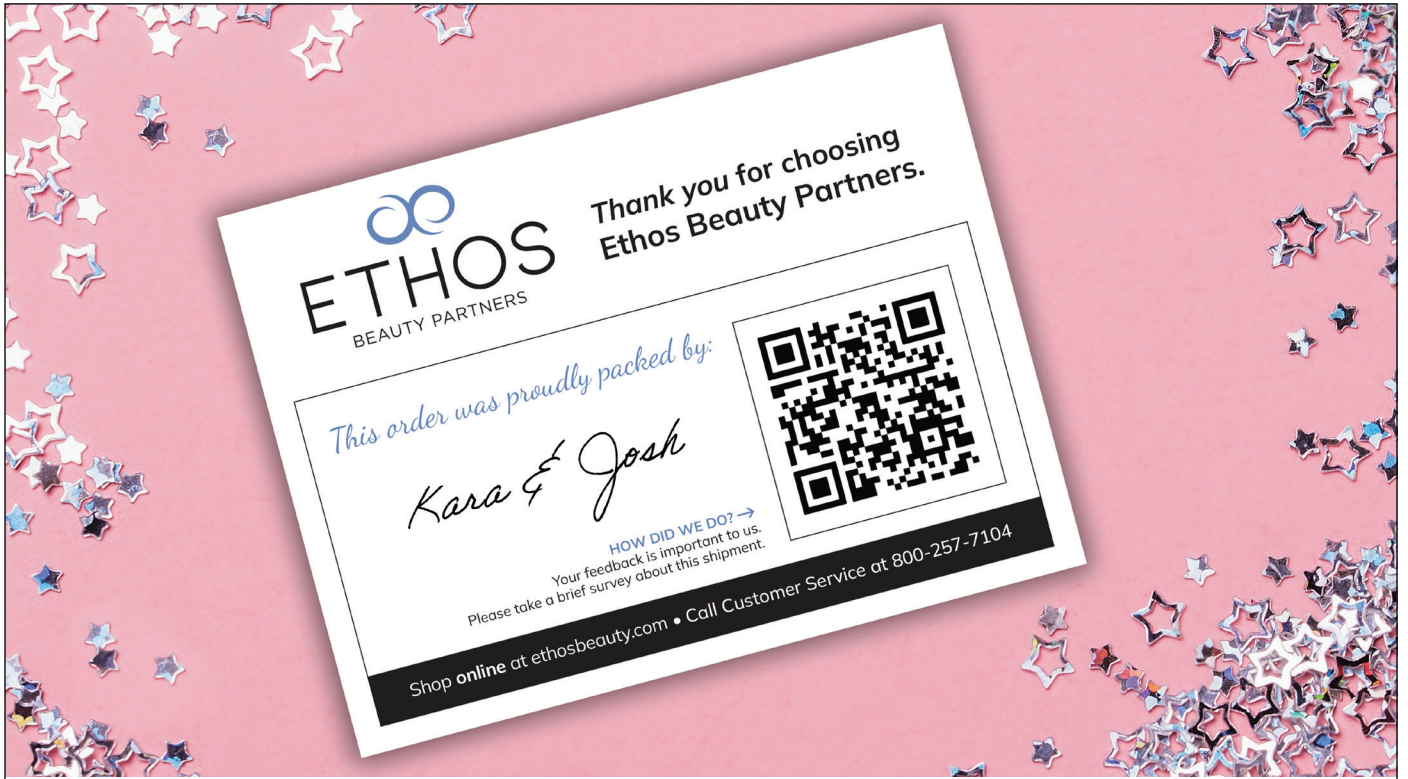 ETHOS
BEAUTY PARTNERS
Thank you for choosing
Ethos Beauty Partners.
This order was proudly packed by:
Kara & Josh
HOW DID WE DO? →
Your feedback is important to us.
Please take a brief survey about this shipment.
Shop online at ethosbeauty.com • Call Customer Service at 800-257-7104